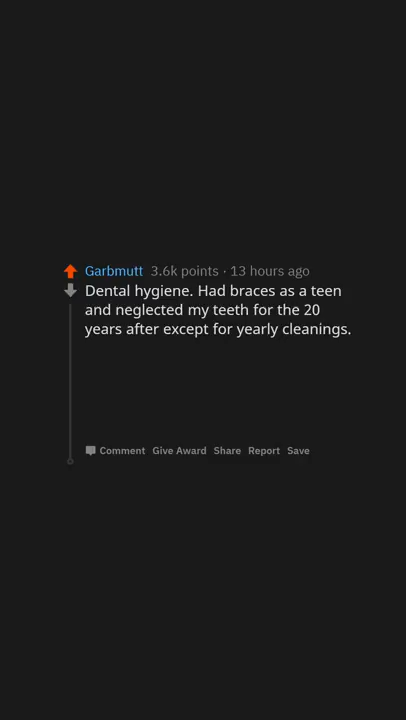 Garbmutt 3.6k points · 13 hours ago
Dental hygiene. Had braces as a teen
and neglected my teeth for the 20
years after except for yearly cleanings.
Comment Give Award Share Report Save